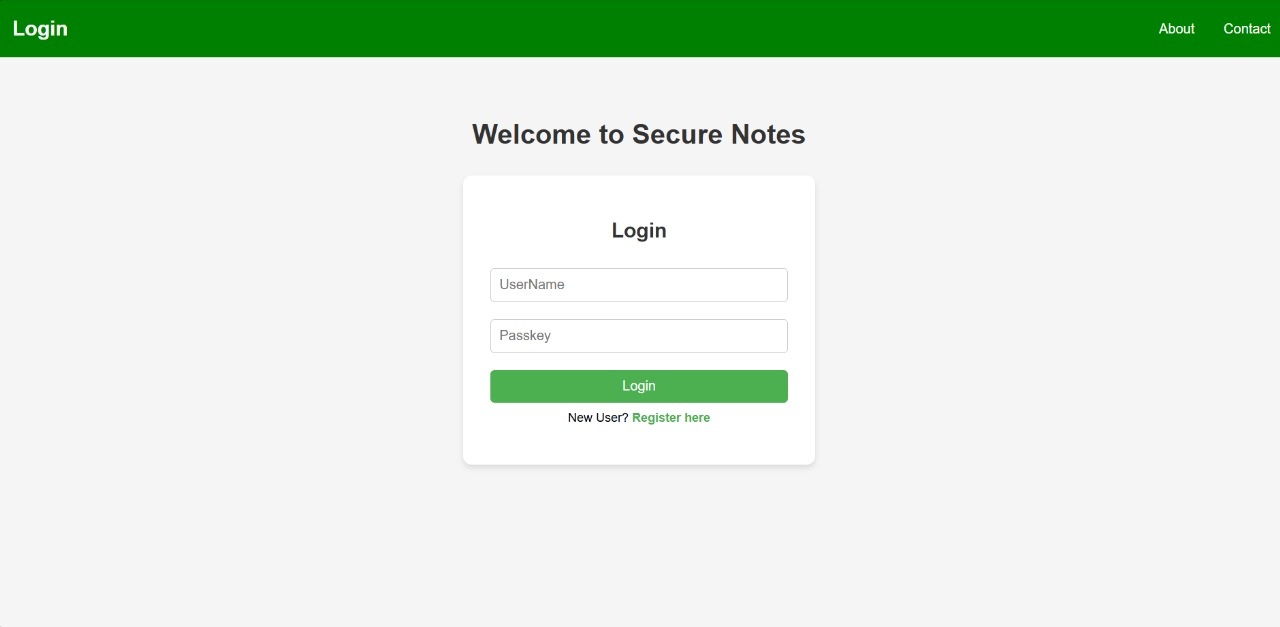 Login
About
Contact
Welcome to Secure Notes
Login
UserName
Passkey
Login
New User? Register here